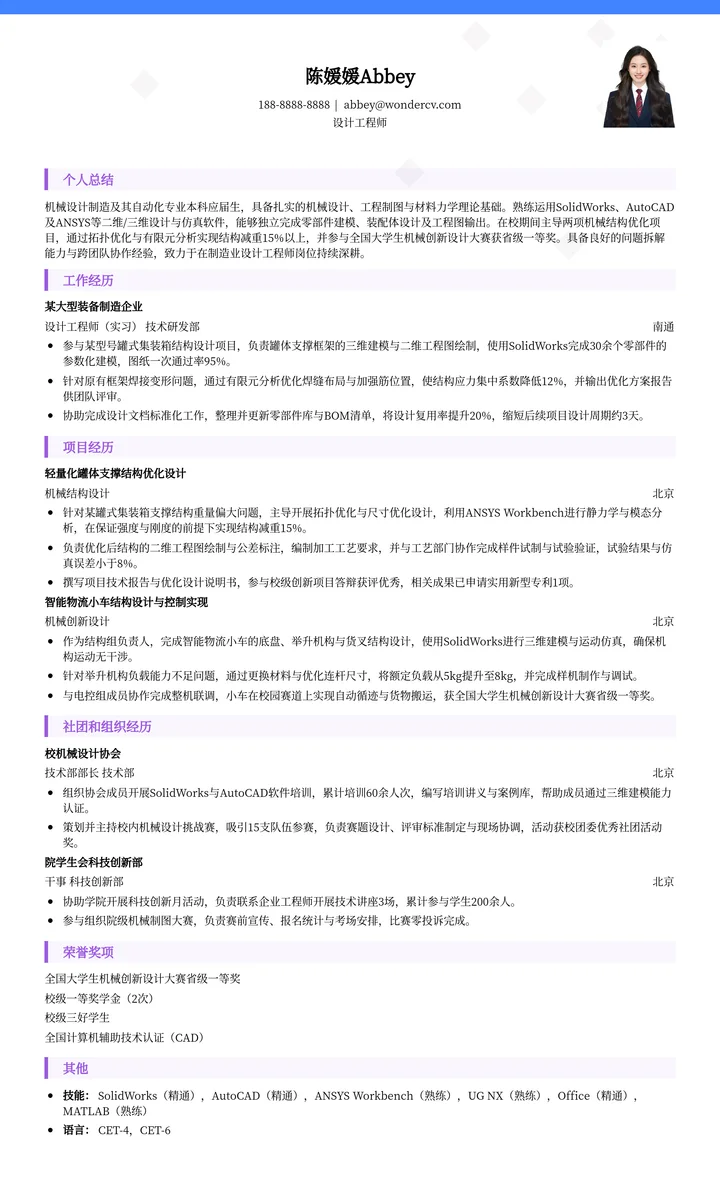 陈媛媛Abbey
188-8888-8888 | abbey@wondercv.com
设计工程师
个人总结
机械设计制造及其自动化专业本科应届生，具备扎实的机械设计、工程制图与材料力学理论基础。熟练运用SolidWorks、AutoCAD
及ANSYS等二维/三维设计与仿真软件，能够独立完成零部件建模、装配体设计及工程图输出。在校期间主导两项机械结构优化项
目，通过拓扑优化与有限元分析实现结构减重15%以上，并参与全国大学生机械创新设计大赛获省级一等奖。具备良好的问题拆解
能力与跨团队协作经验，致力于在制造业设计工程师岗位持续深耕。
工作经历
某大型装备制造企业
设计工程师（实习） 技术研发部 南通
• 参与某型号罐式集装箱结构设计项目，负责罐体支撑框架的三维建模与二维工程图绘制，使用SolidWorks完成30余个零部件的
参数化建模，图纸一次通过率95%。
• 针对原有框架焊接变形问题，通过有限元分析优化焊缝布局与加强筋位置，使结构应力集中系数降低12%，并输出优化方案报告
供团队评审。
• 协助完成设计文档标准化工作，整理并更新零部件库与BOM清单，将设计复用率提升20%，缩短后续项目设计周期约3天。
项目经历
轻量化罐体支撑结构优化设计
机械结构设计 北京
• 针对某罐式集装箱支撑结构重量偏大问题，主导开展拓扑优化与尺寸优化设计，利用ANSYS Workbench进行静力学与模态分
析，在保证强度与刚度的前提下实现结构减重15%。
• 负责优化后结构的二维工程图绘制与公差标注，编制加工工艺要求，并与工艺部门协作完成样件试制与试验验证，试验结果与仿
真误差小于8%。
• 撰写项目技术报告与优化设计说明书，参与校级创新项目答辩获评优秀，相关成果已申请实用新型专利1项。
智能物流小车结构设计与控制实现
机械创新设计 北京
• 作为结构组负责人，完成智能物流小车的底盘、举升机构与货叉结构设计，使用SolidWorks进行三维建模与运动仿真，确保机
构运动无干涉。
• 针对举升机构负载能力不足问题，通过更换材料与优化连杆尺寸，将额定负载从5kg提升至8kg，并完成样机制作与调试。
• 与电控组成员协作完成整机联调，小车在校园赛道上实现自动循迹与货物搬运，获全国大学生机械创新设计大赛省级一等奖。
社团和组织经历
校机械设计协会
技术部部长 技术部 北京
• 组织协会成员开展SolidWorks与AutoCAD软件培训，累计培训60余人次，编写培训讲义与案例库，帮助成员通过三维建模能力
认证。
• 策划并主持校内机械设计挑战赛，吸引15支队伍参赛，负责赛题设计、评审标准制定与现场协调，活动获校团委优秀社团活动
奖。
院学生会科技创新部
干事 科技创新部 北京
• 协助学院开展科技创新月活动，负责联系企业工程师开展技术讲座3场，累计参与学生200余人。
• 参与组织院级机械制图大赛，负责赛前宣传、报名统计与考场安排，比赛零投诉完成。
荣誉奖项
全国大学生机械创新设计大赛省级一等奖
校级一等奖学金（2次）
校级三好学生
全国计算机辅助技术认证（CAD）
其他
• 技能： SolidWorks（精通）, AutoCAD（精通）, ANSYS Workbench（熟练）, UG NX（熟练）, Office（精通）,
MATLAB（熟练）
• 语言： CET-4，CET-6